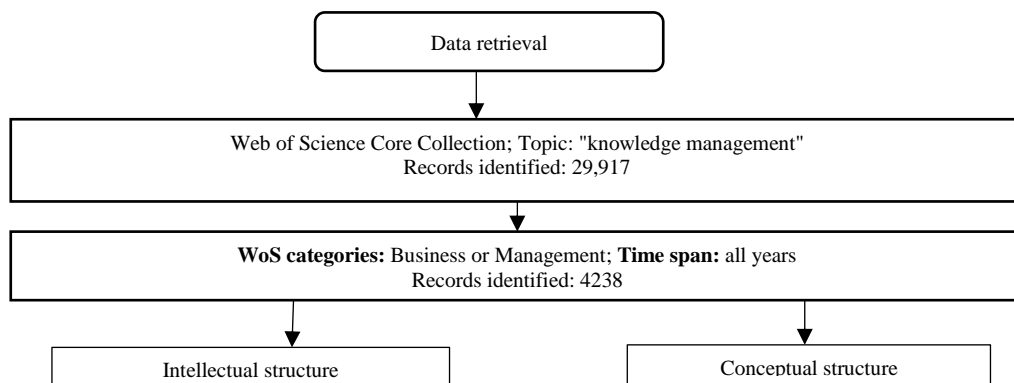 Data retrieval
Web of Science Core Collection; Topic: "knowledge management"
Records identified: 29,917
WoS categories: Business or Management; Time span: all years
Records identified: 4238
Intellectual structure
Conceptual structure